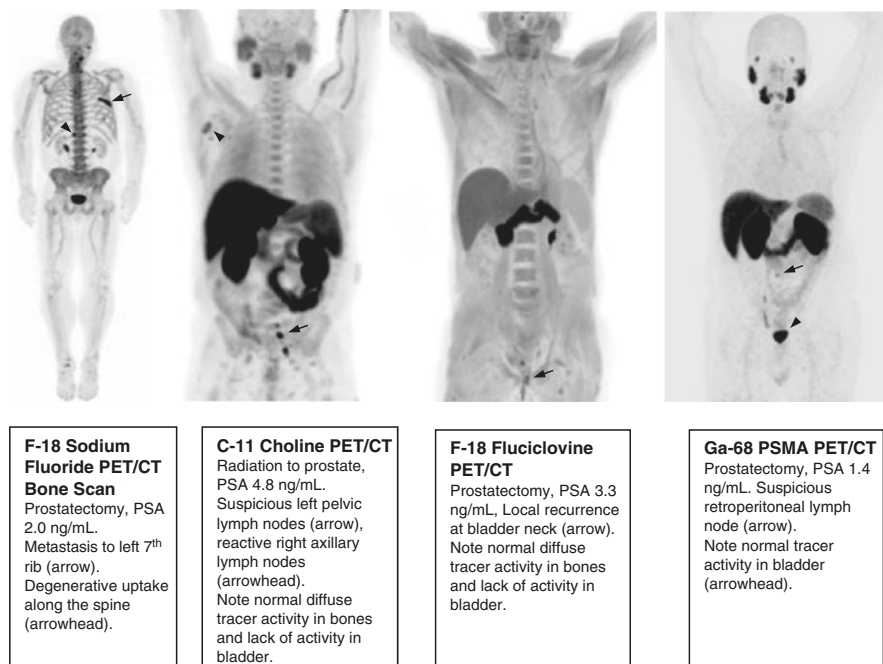 F-18 Sodium
Fluoride PET/CT
Bone Scan
Prostatectomy, PSA
2.0 ng/mL.
Metastasis to left 7th
rib (arrow).
Degenerative uptake
along the spine
(arrowhead).
C-11 Choline PET/CT
Radiation to prostate,
PSA 4.8 ng/mL.
Suspicious left pelvic
lymph nodes (arrow),
reactive right axillary
lymph nodes
(arrowhead).
Note normal diffuse
tracer activity in bones
and lack of activity in
bladder.
F-18 Fluciclovine
PET/CT
Prostatectomy, PSA 3.3
ng/mL, Local recurrence
at bladder neck (arrow).
Note normal diffuse
tracer activity in bones
and lack of activity in
bladder.
Ga-68 PSMA PET/CT
Prostatectomy, PSA 1.4
ng/mL. Suspicious
retroperitoneal lymph
node (arrow).
Note normal tracer
activity in bladder
(arrowhead).